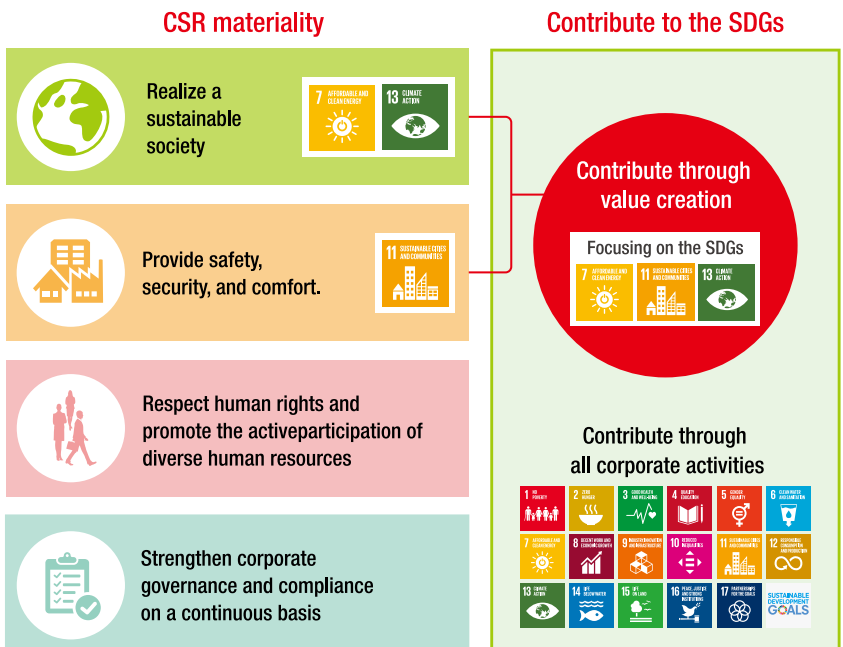 CSR materiality
Contribute to the SDGs
Realize a
sustainable
society
7 AFFORDABLE AND
CLEAN ENERGY
13 CLIMATE
ACTION
Provide safety,
security, and comfort.
11 SUSTAINABLE CITIES
AND COMMUNITIES
Respect human rights and
promote the activeparticipation of
diverse human resources
Strengthen corporate
governance and compliance
on a continuous basis
Contribute through
value creation
Focusing on the SDGs
7 AFFORDABLE AND
CLEAN ENERGY
11 SUSTAINABLE CITIES
AND COMMUNITIES
13 CLIMATE
ACTION
Contribute through
all corporate activities
1 NO
POVERTY
2 ZERO
HUNGER
3 GOOD HEALTH
AND WELL-BEING
4 QUALITY
EDUCATION
5 GENDER
EQUALITY
6 CLEAN WATER
AND SANITATION
7 AFFORDABLE AND
CLEAN ENERGY
8 DECENT WORK AND
ECONOMIC GROWTH
9 INDUSTRY, INNOVATION
AND INFRASTRUCTURE
10 REDUCED
INEQUALITIES
11 SUSTAINABLE CITIES
AND COMMUNITIES
12 RESPONSIBLE
CONSUMPTION
AND PRODUCTION
13 CLIMATE
ACTION
14 LIFE
BELOW WATER
15 LIFE
ON LAND
16 PEACE, JUSTICE
AND STRONG
INSTITUTIONS
17 PARTNERSHIPS
FOR THE GOALS
SUSTAINABLE
DEVELOPMENT
GOALS